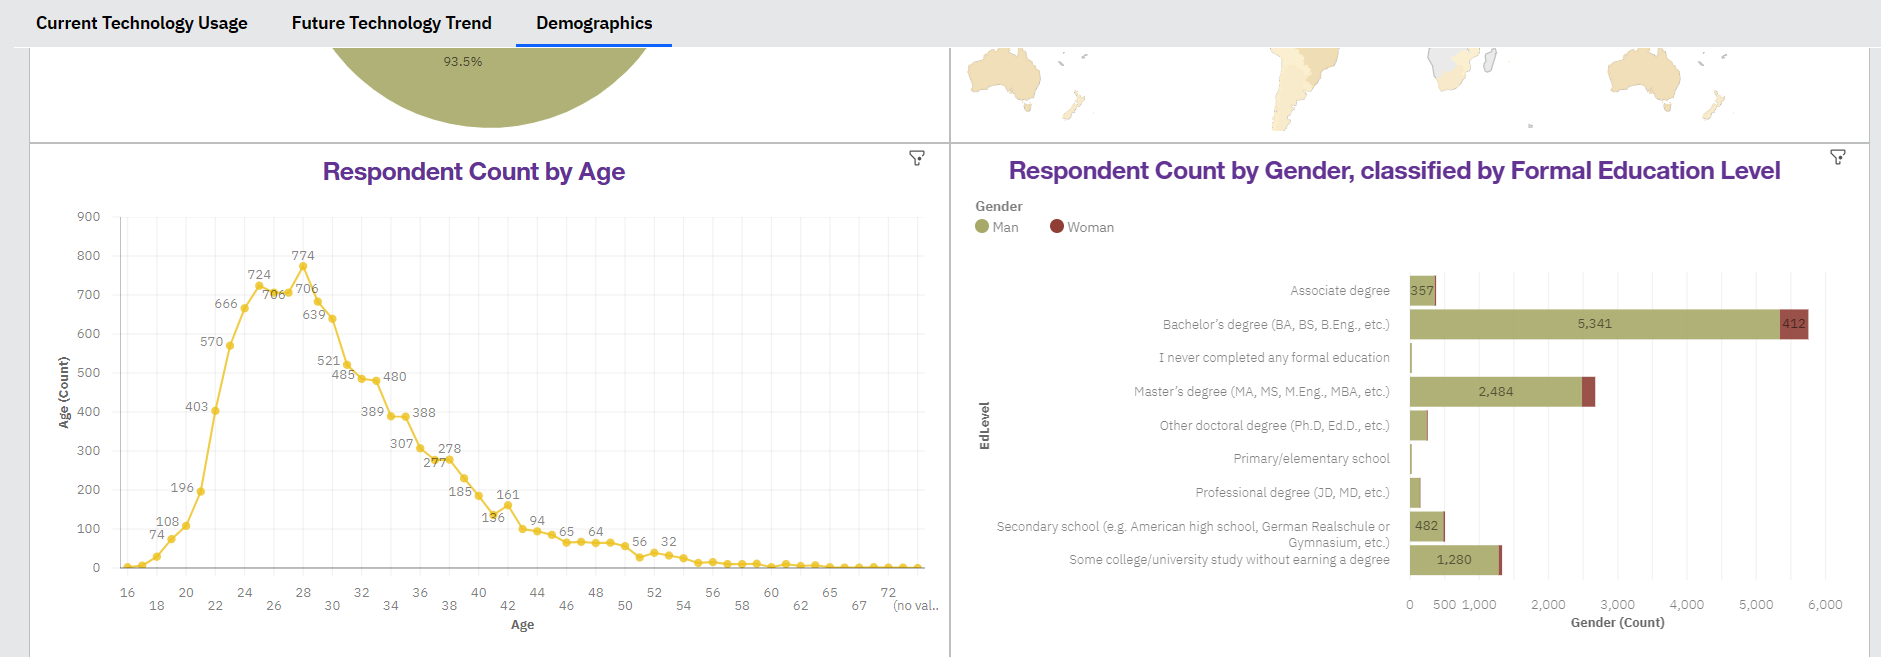 Current Technology Usage Future Technology Trend Demographics
93.5%
Respondent Count by Age
900
800
700
600
500
400
300
200
100
0
Age (Count)
74
108
196
403
570
666
724
706
774
706
639
521
485
480
389
388
307
277
278
185
136
161
94
65
64
56
32
16 20 24 28 32 36 40 44 48 52 56 60 65 72
18 22 26 30 34 38 42 46 50 54 58 62 67 (no val..
Age
Respondent Count by Gender, classified by Formal Education Level
Gender
Man Woman
EdLevel
Associate degree 357
Bachelor's degree (BA, BS, B.Eng., etc.) 5,341 412
I never completed any formal education
Master's degree (MA, MS, M.Eng., MBA, etc.) 2,484
Other doctoral degree (Ph.D, Ed.D., etc.)
Primary/elementary school
Professional degree (JD, MD, etc.)
Secondary school (e.g. American high school, German Realschule or 482
Gymnasium, etc.)
Some college/university study without earning a degree 1,280
0 500 1,000 2,000 3,000 4,000 5,000 6,000
Gender (Count)